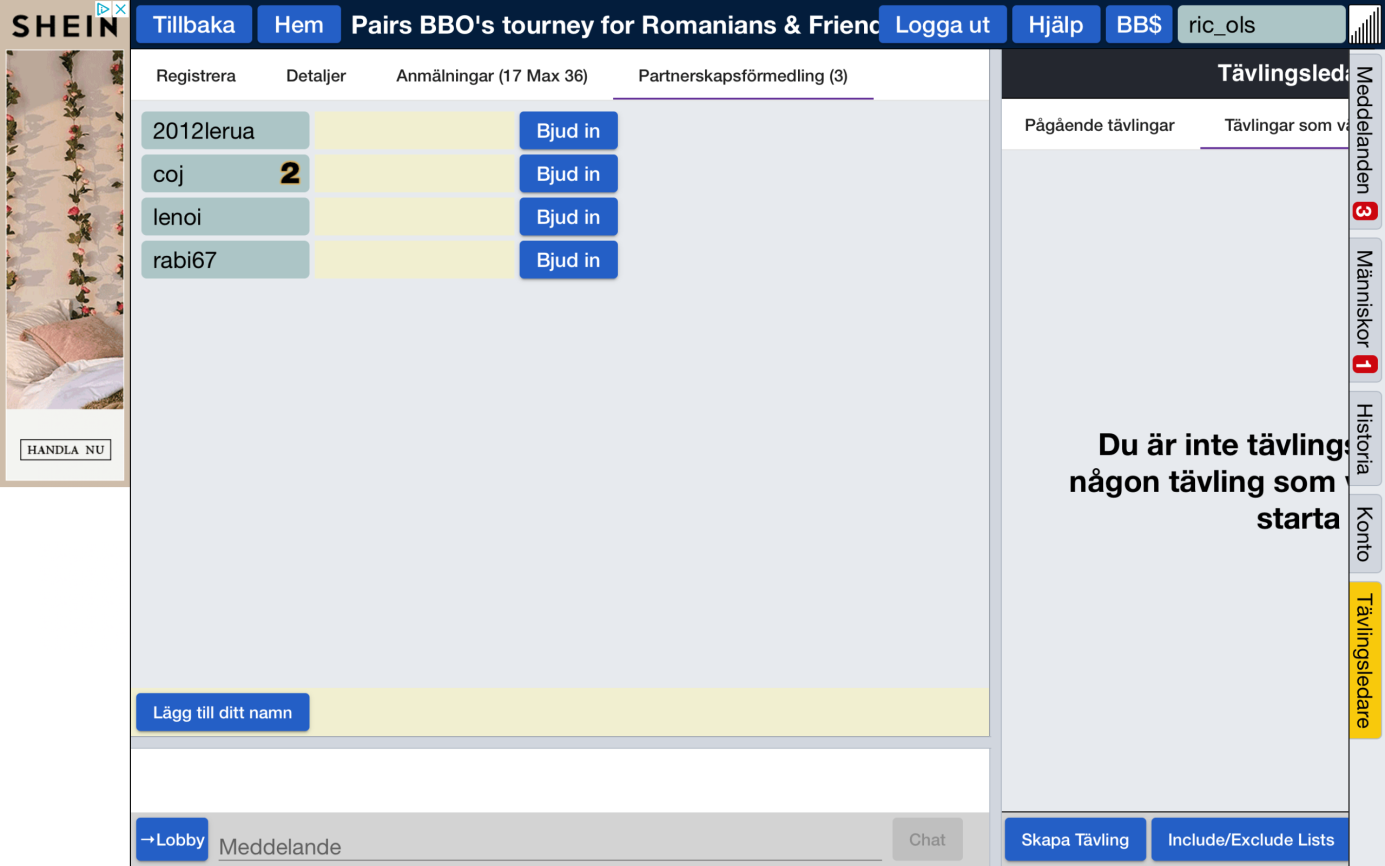 SHEIN
HANDLA NU
Tillbaka
Hem
Pairs BBO's tourney for Romanians & Friend
Logga ut
Hjälp
BB$
ric_ols
Registrera
Detaljer
Anmälningar (17 Max 36)
Partnerskapsförmedling (3)
2012lerua
Bjud in
coj
2
Bjud in
lenoi
Bjud in
rabi67
Bjud in
Lägg till ditt namn
→Lobby
Meddelande
Chat
Tävlingsleda
Pågående tävlingar
Tävlingar som vä
Du är inte tävlings
någon tävling som v
starta
Skapa Tävling
Include/Exclude Lists
Meddelanden 3
Människor 1
Historia
Konto
Tävlingsledare